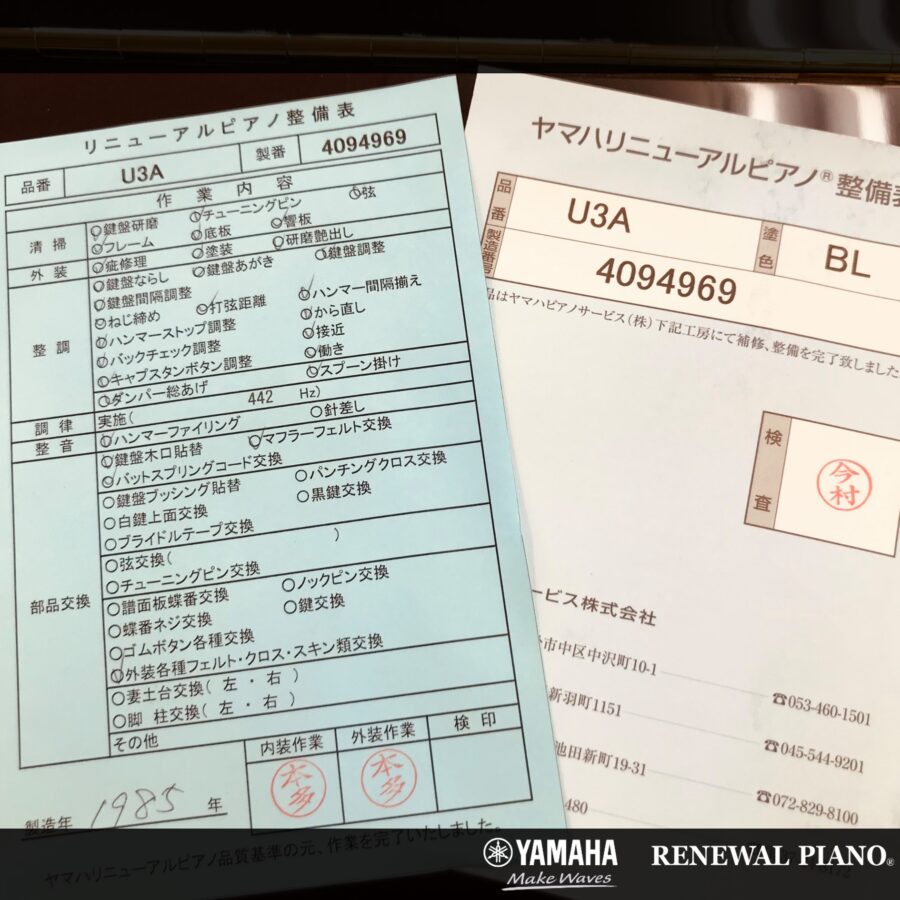 リニューアルピアノ整備表
品番 U3A 製番 4094969
作業内容
清掃
○鍵盤研磨 ○チューニングピン ○弦
○フレーム ○底板 ○響板
外装
○疵修理 ○塗装 ○研磨艶出し
整調
○鍵盤ならし ○鍵盤あがき ○鍵盤調整
○鍵盤間隔調整
○ねじ締め ○打弦距離 ○ハンマー間隔揃え
○ハンマーストップ調整 ○から直し
○バックチェック調整 ○接近
○キャプスタンボタン調整 ○働き
○ダンパー総あげ ○スプーン掛け
調律 実施( 442 Hz)
整音 ○ハンマーファイリング ○針差し
部品交換
○鍵盤木口貼替 ○マフラーフェルト交換
○バットスプリングコード交換
○鍵盤ブッシング貼替 ○パンチングクロス交換
○白鍵上面交換 ○黒鍵交換
○ブライドルテープ交換
○弦交換( )
○チューニングピン交換
○譜面板蝶番交換 ○ノックピン交換
○蝶番ネジ交換 ○鍵交換
○ゴムボタン各種交換
○外装各種フェルト・クロス・スキン類交換
○妻土台交換( 左 ・ 右 )
○脚 柱交換( 左 ・ 右 )
その他
内装作業 外装作業 検印
本多 本多
製造年 1985 年
ヤマハリニューアルピアノ品質基準の元、作業を完了いたしました。
ヤマハリニューアルピアノ®整備表
品番 U3A 塗色 BL
製造番号 4094969
品はヤマハピアノサービス(株)下記工房にて補修、整備を完了致しました
検査 今村
ービス株式会社
市中区中沢町10-1
☎053-460-1501
新羽町1151
☎045-544-9201
池田新町19-31
☎072-829-8100
480
YAMAHA
Make Waves
RENEWAL PIANO®